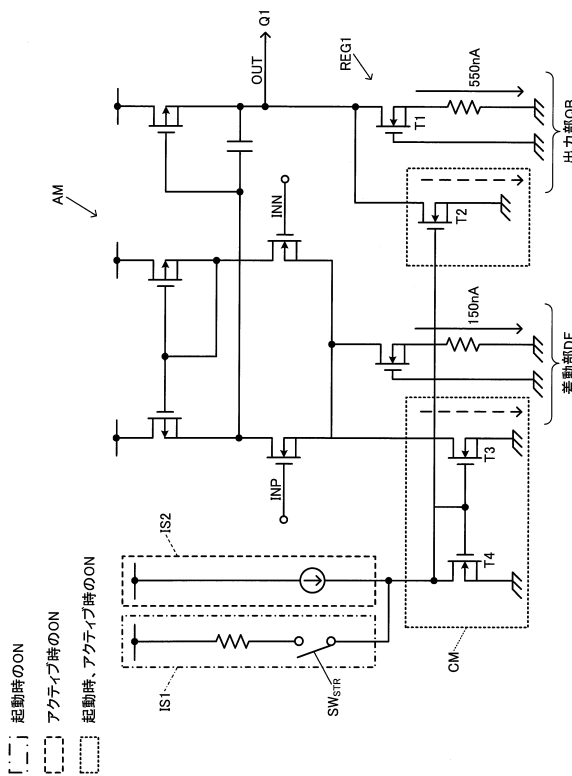 起動時のON
アクティブ時のON
起動時、アクティブ時のON
AM
IS1
IS2
SWSTR
INP
INN
OUT
Q1
REG1
CM
T4
T3
T2
T1
150nA
550nA
差動部DF
出力部OB